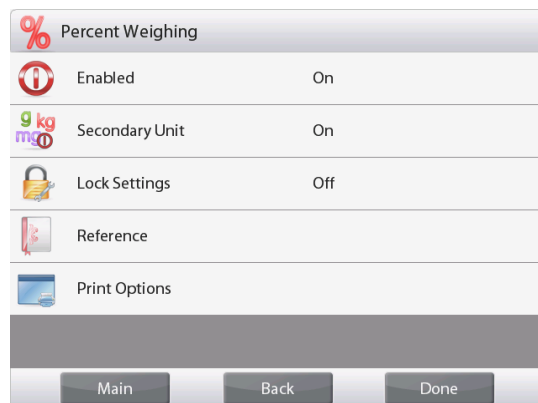 % Percent Weighing
Enabled On
g kg mg Secondary Unit On
Lock Settings Off
Reference
Print Options
Main Back Done